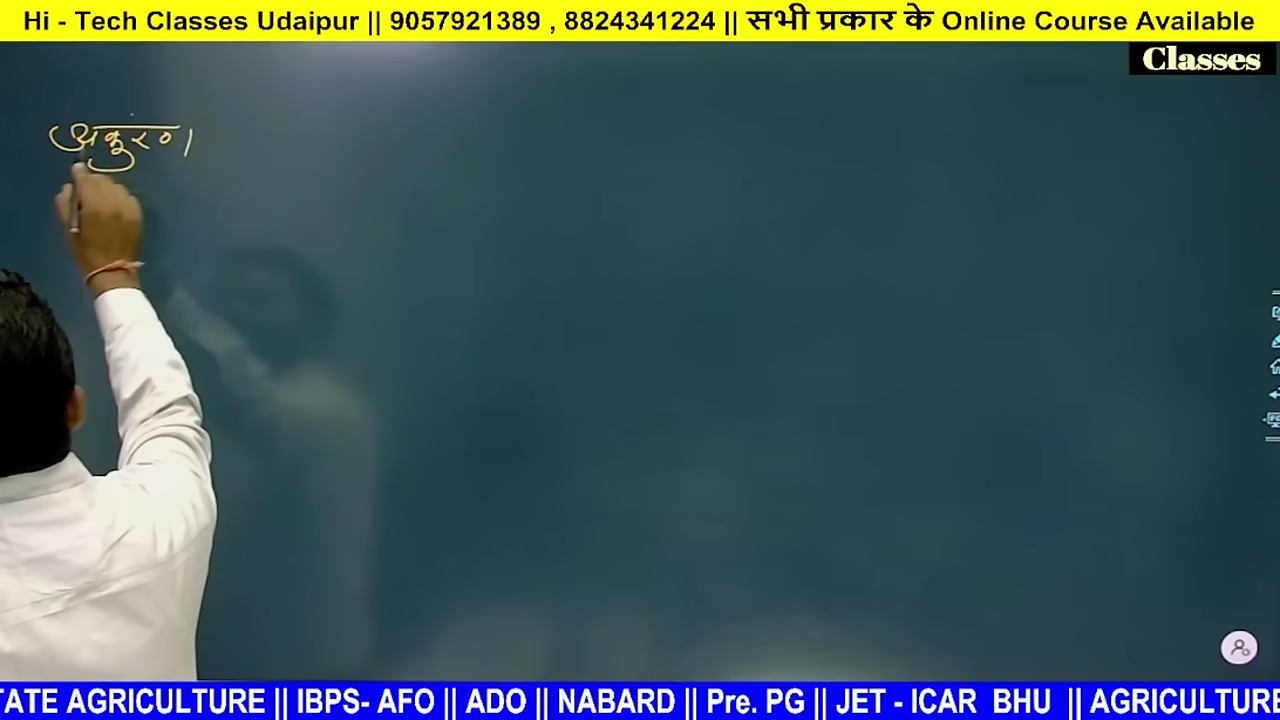 Hi - Tech Classes Udaipur || 9057921389 , 8824341224 || सभी प्रकार के Online Course Available
Classes
अंकुरण
TATE AGRICULTURE || IBPS- AFO || ADO || NABARD || Pre. PG || JET - ICAR BHU || AGRICULTURE